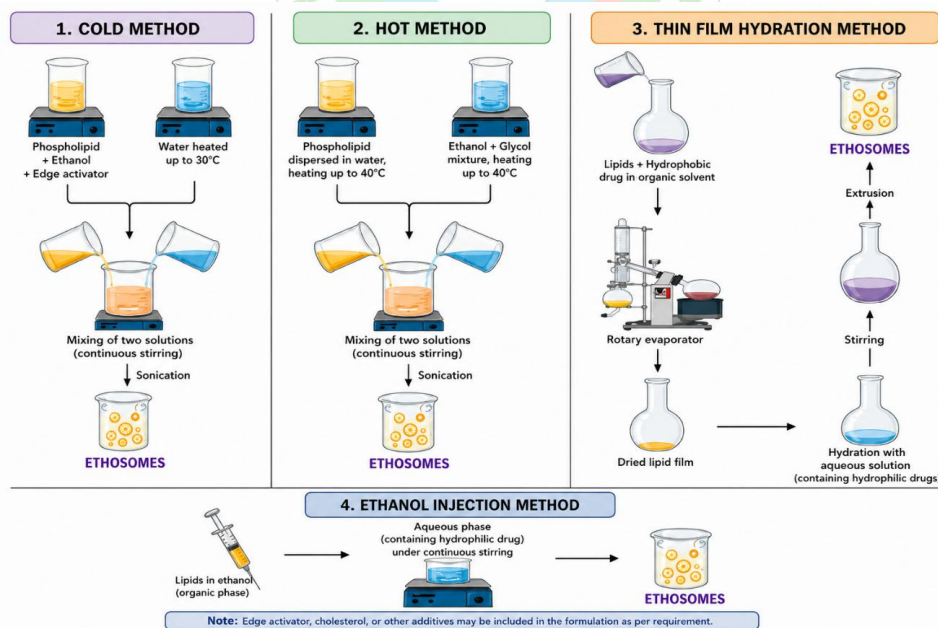 1. COLD METHOD
Phospholipid
+ Ethanol
+ Edge activator
Water heated
up to 30°C
Mixing of two solutions
(continuous stirring)
Sonication
ETHOSOMES
2. HOT METHOD
Phospholipid
dispersed in water,
heating up to 40°C
Ethanol + Glycol
mixture, heating
up to 40°C
Mixing of two solutions
(continuous stirring)
Sonication
ETHOSOMES
3. THIN FILM HYDRATION METHOD
Lipids + Hydrophobic
drug in organic solvent
Rotary evaporator
Dried lipid film
Hydration with
aqueous solution
(containing hydrophilic drugs)
Stirring
Extrusion
ETHOSOMES
4. ETHANOL INJECTION METHOD
Lipids in ethanol
(organic phase)
Aqueous phase
(containing hydrophilic drug)
under continuous stirring
ETHOSOMES
Note: Edge activator, cholesterol, or other additives may be included in the formulation as per requirement.